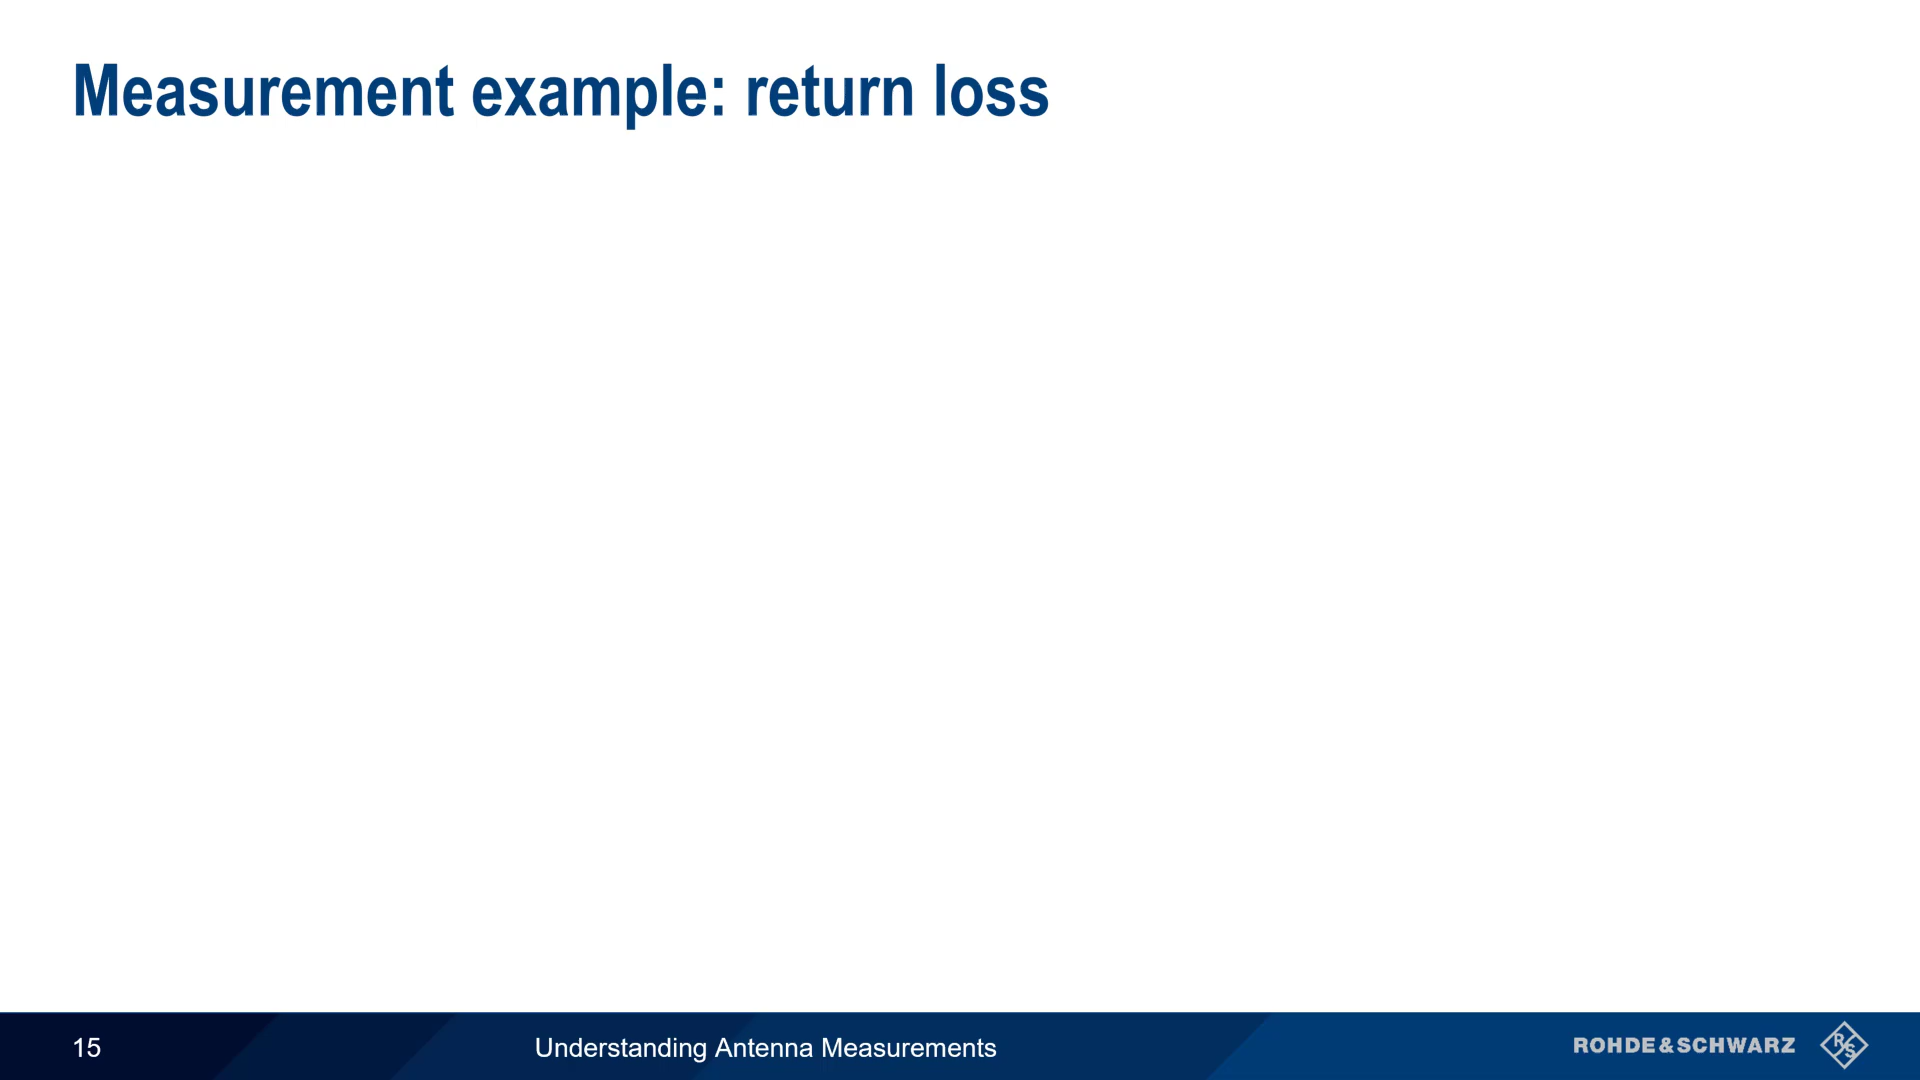 Measurement example: return loss
15
Understanding Antenna Measurements
ROHDE&SCHWARZ
R
S